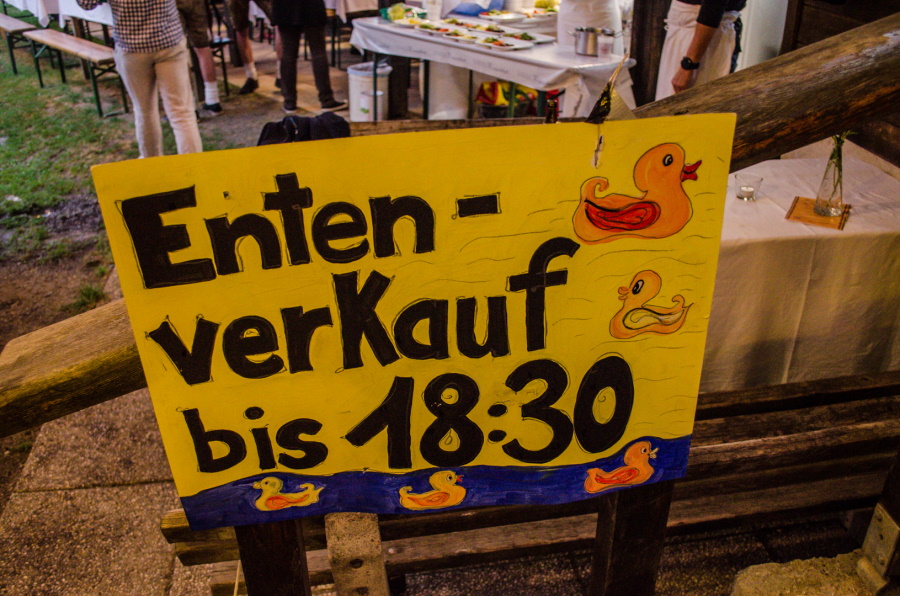 Enten-
verkauf
bis 18:30